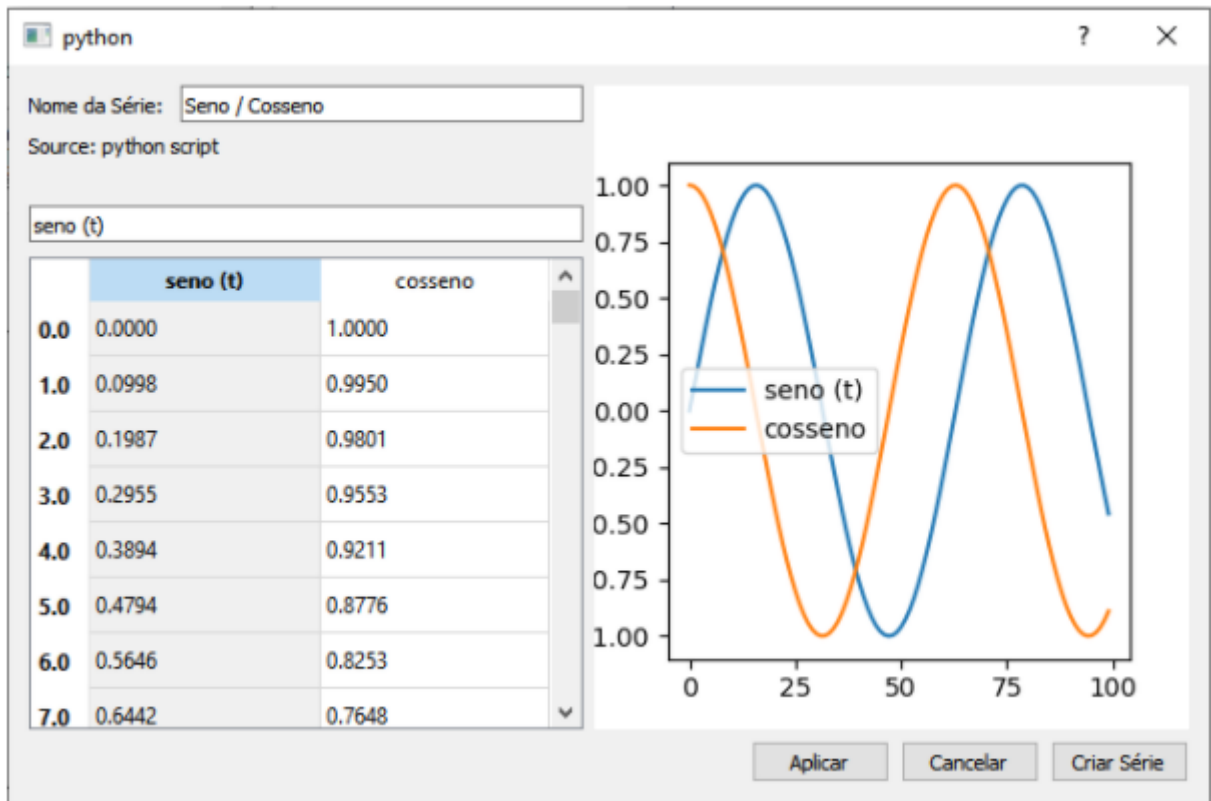 python
?
Nome da Série: Seno / Cosseno
Source: python script
seno (t)
seno (t) cosseno
0.0 0.0000 1.0000
1.0 0.0998 0.9950
2.0 0.1987 0.9801
3.0 0.2955 0.9553
4.0 0.3894 0.9211
5.0 0.4794 0.8776
6.0 0.5646 0.8253
7.0 0.6442 0.7648
1.00
0.75
0.50
0.25
0.00
0.25
0.50
0.75
1.00
seno (t)
cosseno
0 25 50 75 100
Aplicar Cancelar Criar Série